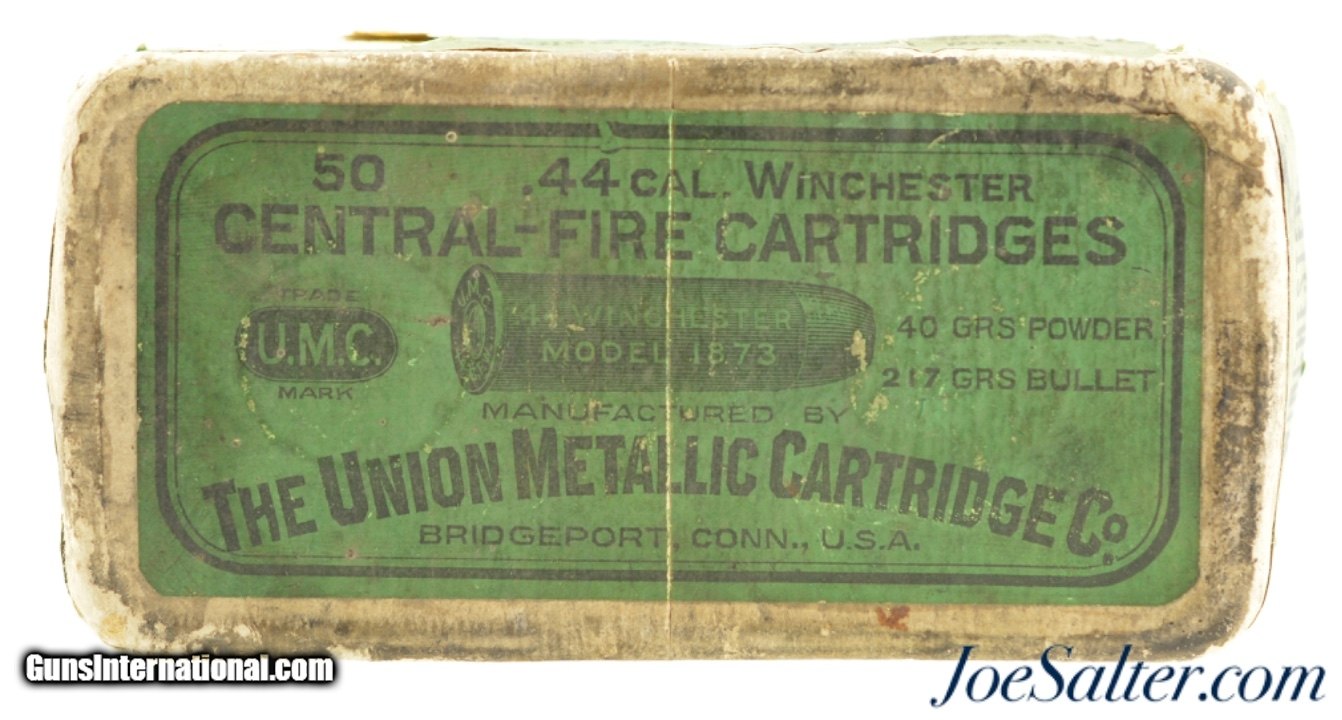 50 .44 CAL. WINCHESTER
CENTRAL-FIRE CARTRIDGES
TRADE
U.M.C.
MARK
U.M.C.
.44 WINCHESTER
MODEL 1873
40 GRS POWDER
217 GRS BULLET
MANUFACTURED BY
THE UNION METALLIC CARTRIDGE Co.
BRIDGEPORT, CONN., U.S.A.
GunsInternational.com
JoeSalter.com